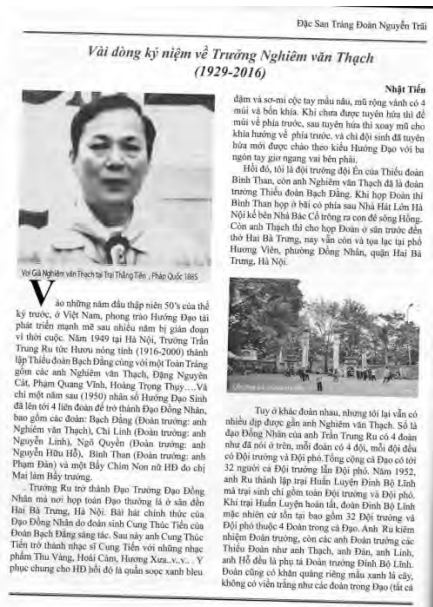 Đặc San Tráng Đoàn Nguyễn Trãi
Vài dòng kỷ niệm về Trưởng Nghiêm văn Thạch
(1929-2016)
Nhật Tiến
Voi Già Nghiêm văn Thạch tại Trại Thăng Tiến , Pháp Quốc 1985
Vào những năm đầu thập niên 50's của thế
kỷ trước, ở Việt Nam, phong trào Hướng Đạo tái
phát triển mạnh mẽ sau nhiều năm bị gián đoạn
vì thời cuộc. Năm 1949 tại Hà Nội, Trưởng Trần
Trung Ru tức Hươu nóng tính (1916-2000) thành
lập Thiếu đoàn Bạch Đằng cùng với một Toán Tráng
gồm các anh Nghiêm văn Thạch, Đặng Nguyên
Cát, Phạm Quang Vĩnh, Hoàng Trọng Thụy….Và
chỉ một năm sau (1950) nhân số Hướng Đạo Sinh
đã lên tới 4 liên đoàn để trở thành Đạo Đồng Nhân,
bao gồm các đoàn: Bạch Đằng (Đoàn trưởng: anh
Nghiêm văn Thạch), Chi Linh (Đoàn trưởng: anh
Nguyễn Linh), Ngô Quyền (Đoàn trưởng: anh
Nguyễn Hữu Hồ), Bình Than (Đoàn trưởng: anh
Phạm Đàn) và một Bầy Chim Non nữ HĐ do chị
Mai làm Bầy trưởng.
. Trưởng Ru trở thành Đạo Trưởng Đạo Đồng
Nhân mà nơi họp toàn Đạo thường là ở sân đền
Hai Bà Trưng, Hà Nội. Bài hát chính thức của
Đạo Đồng Nhân do đoàn sinh Cung Thúc Tiến của
Đoàn Bạch Đằng sáng tác. Sau này anh Cung Thúc
Tiến trở thành nhạc sĩ Cung Tiến với những nhạc
phẩm Thu Vàng, Hoài Cảm, Hương Xưa..v..v.. . Y
phục chung cho HĐ hồi đó là quần soọc xanh bleu
đậm và sơ-mi cộc tay mầu nâu, mũ rộng vành có 4
múi và bốn khía. Khi chưa được tuyên hứa thì để
múi về phía trước, sau tuyên hứa thì xoay mũ cho
khía hướng về phía trước, và chỉ đội sinh đã tuyên
hứa mới được chào theo kiểu Hướng Đạo với ba
ngón tay giơ ngang vai bên phải.
Hồi đó, tôi là đội trưởng đội Én của Thiếu đoàn
Bình Than, còn anh Nghiêm văn Thạch đã là đoàn
trưởng Thiếu đoàn Bạch Đằng. Khi họp Đoàn thì
Bình Than họp ở bãi cỏ phía sau Nhà Hát Lớn Hà
Nội kế bên Nhà Bác Cổ trông ra con đê sông Hồng.
Còn anh Thạch thì cho họp Đoàn ở sân trước đền
thờ Hai Bà Trưng, nay vẫn còn và tọa lạc tại phố
Hương Viên, phường Đồng Nhân, quận Hai Bà
Trưng, Hà Nội.
Tuy ở khác đoàn nhau, nhưng tôi lại vẫn có
nhiều dịp được gần anh Nghiêm văn Thạch. Số là
đạo Đồng Nhân của anh Trần Trung Ru có 4 đoàn
như đã nói ở trên, mỗi đoàn có 4 đội, mỗi đội đều
có Đội trưởng và Đội phó.Tổng cộng cả Đạo có tới
32 người cả Đội trưởng lẫn Đội phó. Năm 1952,
anh Ru thành lập trại Huấn Luyện Đinh Bộ Lĩnh
mà trại sinh chỉ gồm toàn Đội trưởng và Đội phó.
Khi trại Huấn Luyện hoàn tất, đoàn Đinh Bộ Lĩnh
mặc nhiên cứ tồn tại bao gồm 32 Đội trưởng và
Đội phó thuộc 4 Đoàn trong cả Đạo. Anh Ru kiêm
nhiệm Đoàn trưởng, còn các anh Đoàn trưởng các
Thiếu Đoàn như anh Thạch, anh Đàn, anh Linh,
anh Hồ đều là phụ tá Đoàn trưởng Đinh Bộ Lĩnh.
Đoàn cũng có khăn quàng riêng mầu xanh lá cây,
không có viền trắng như các đoàn trong Đạo (tất cả